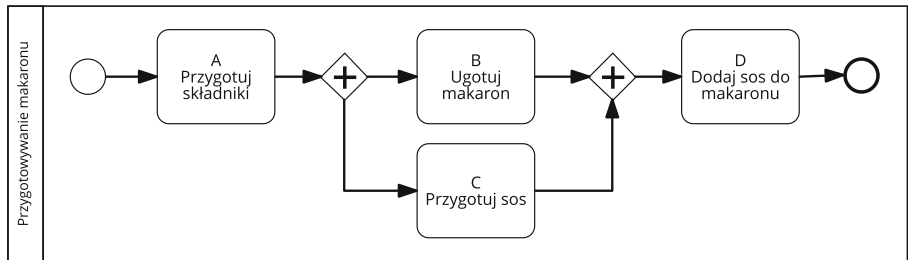 Przygotowywanie makaronu
A
Przygotuj
składniki
B
Ugotuj
makaron
C
Przygotuj sos
D
Dodaj sos do
makaronu